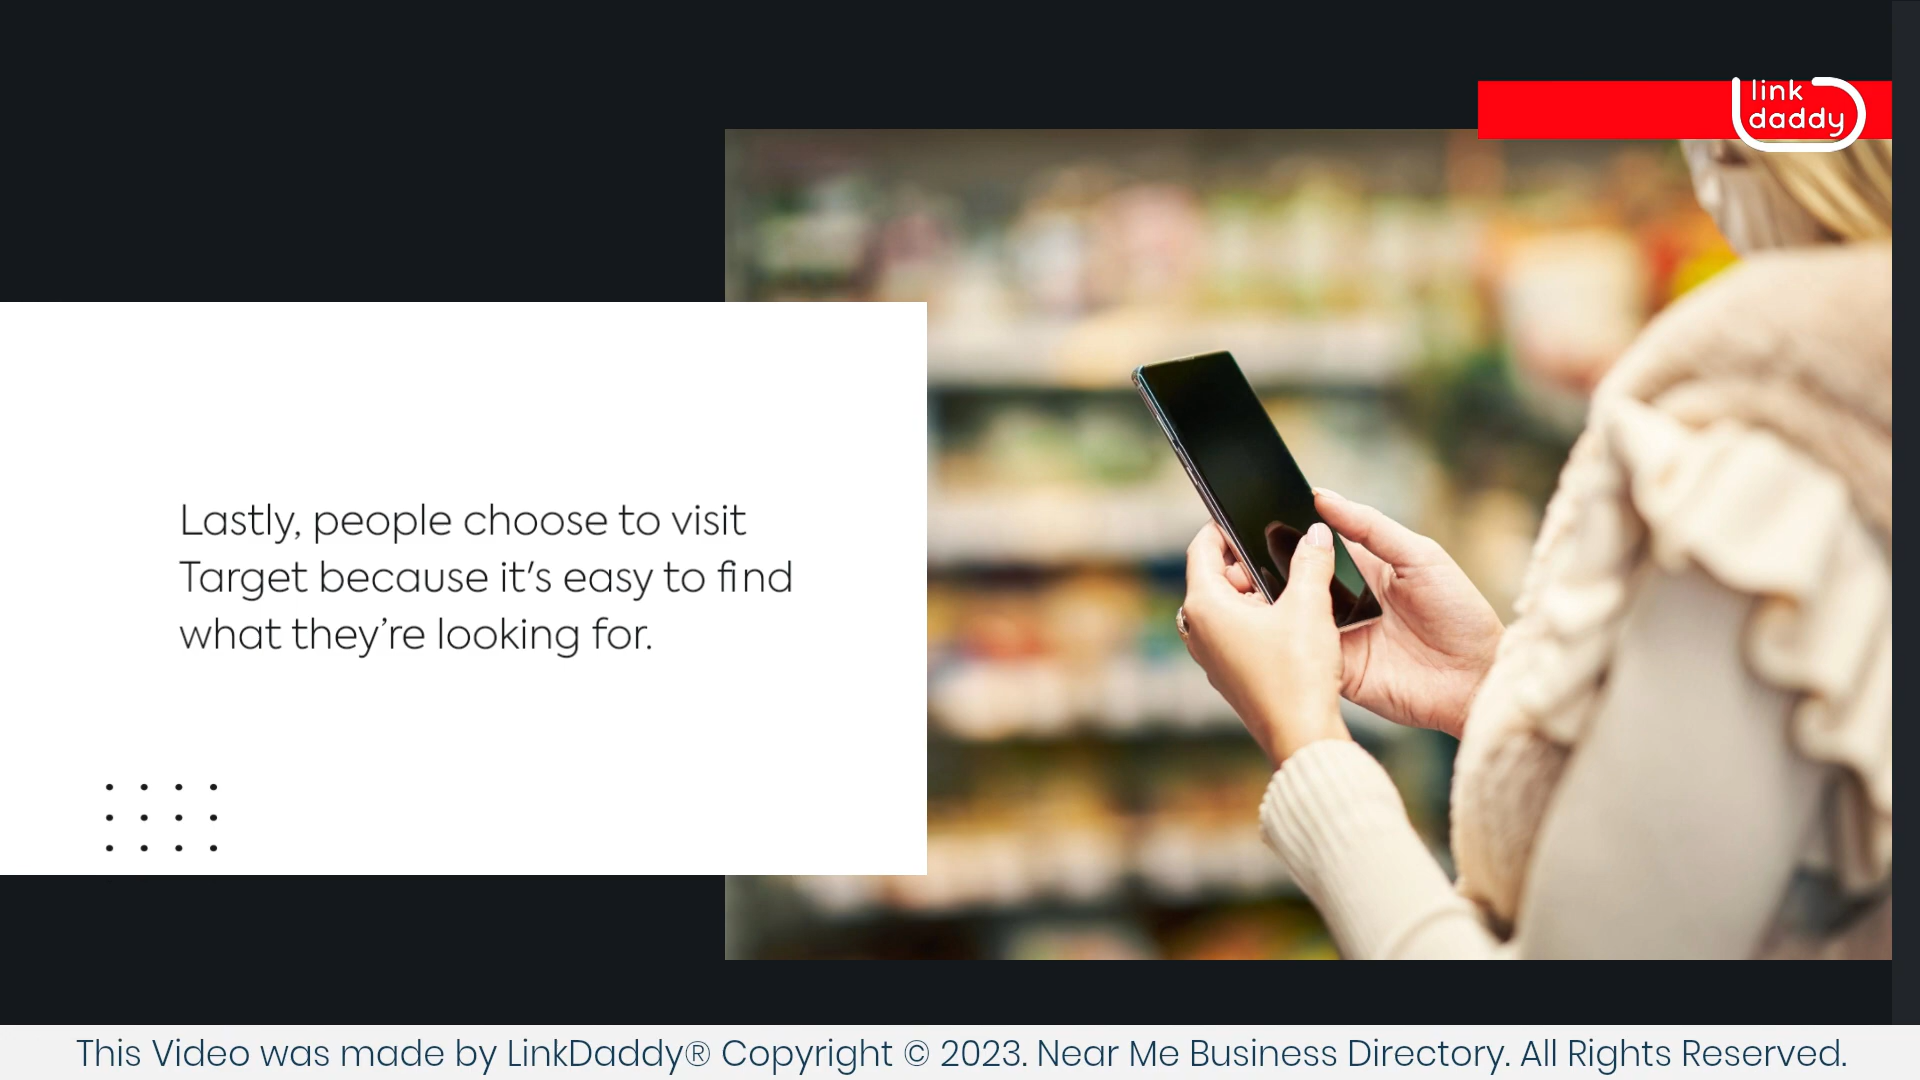 link
daddy
Lastly, people choose to visit
Target because it's easy to find
what they’re looking for.
This Video was made by LinkDaddy® Copyright © 2023. Near Me Business Directory. All Rights Reserved.